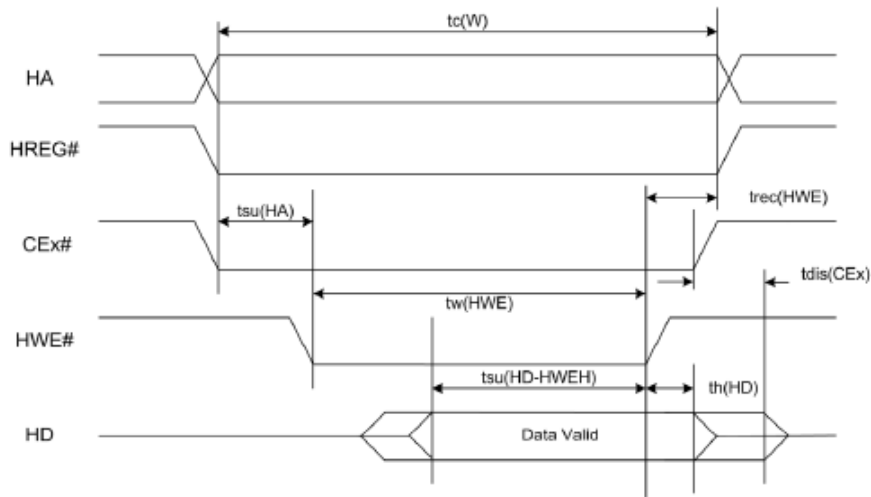 tc(W)
HA
HREG#
tsu(HA)
trec(HWE)
CEx#
tdis(CEx)
tw(HWE)
HWE#
tsu(HD-HWEH)
th(HD)
HD
Data Valid